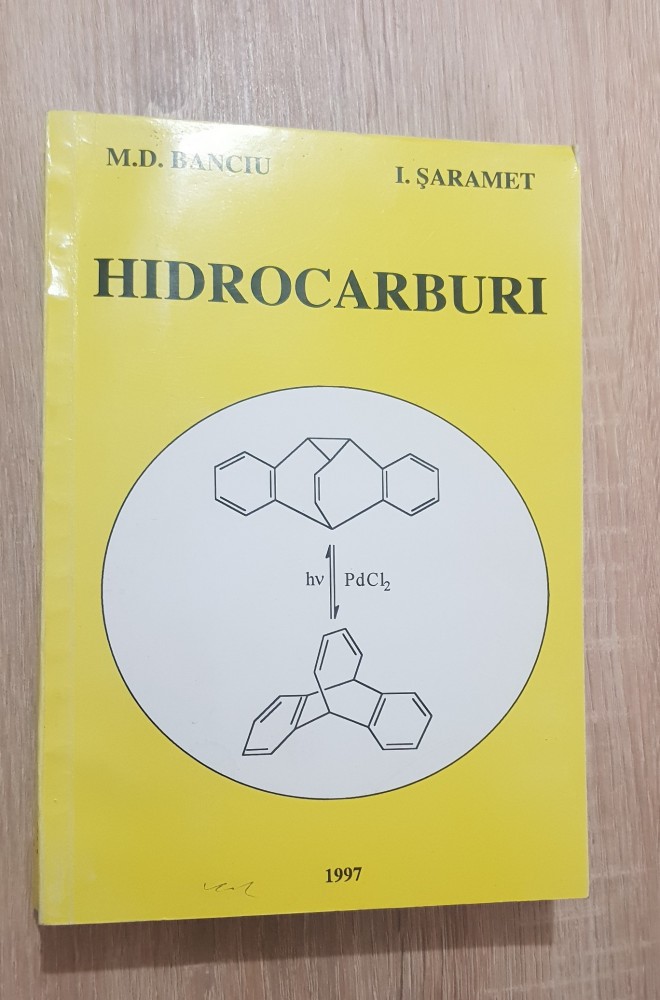 M.D. BANCIU I. ŞARAMET
HIDROCARBURI
hν PdCl₂
1997